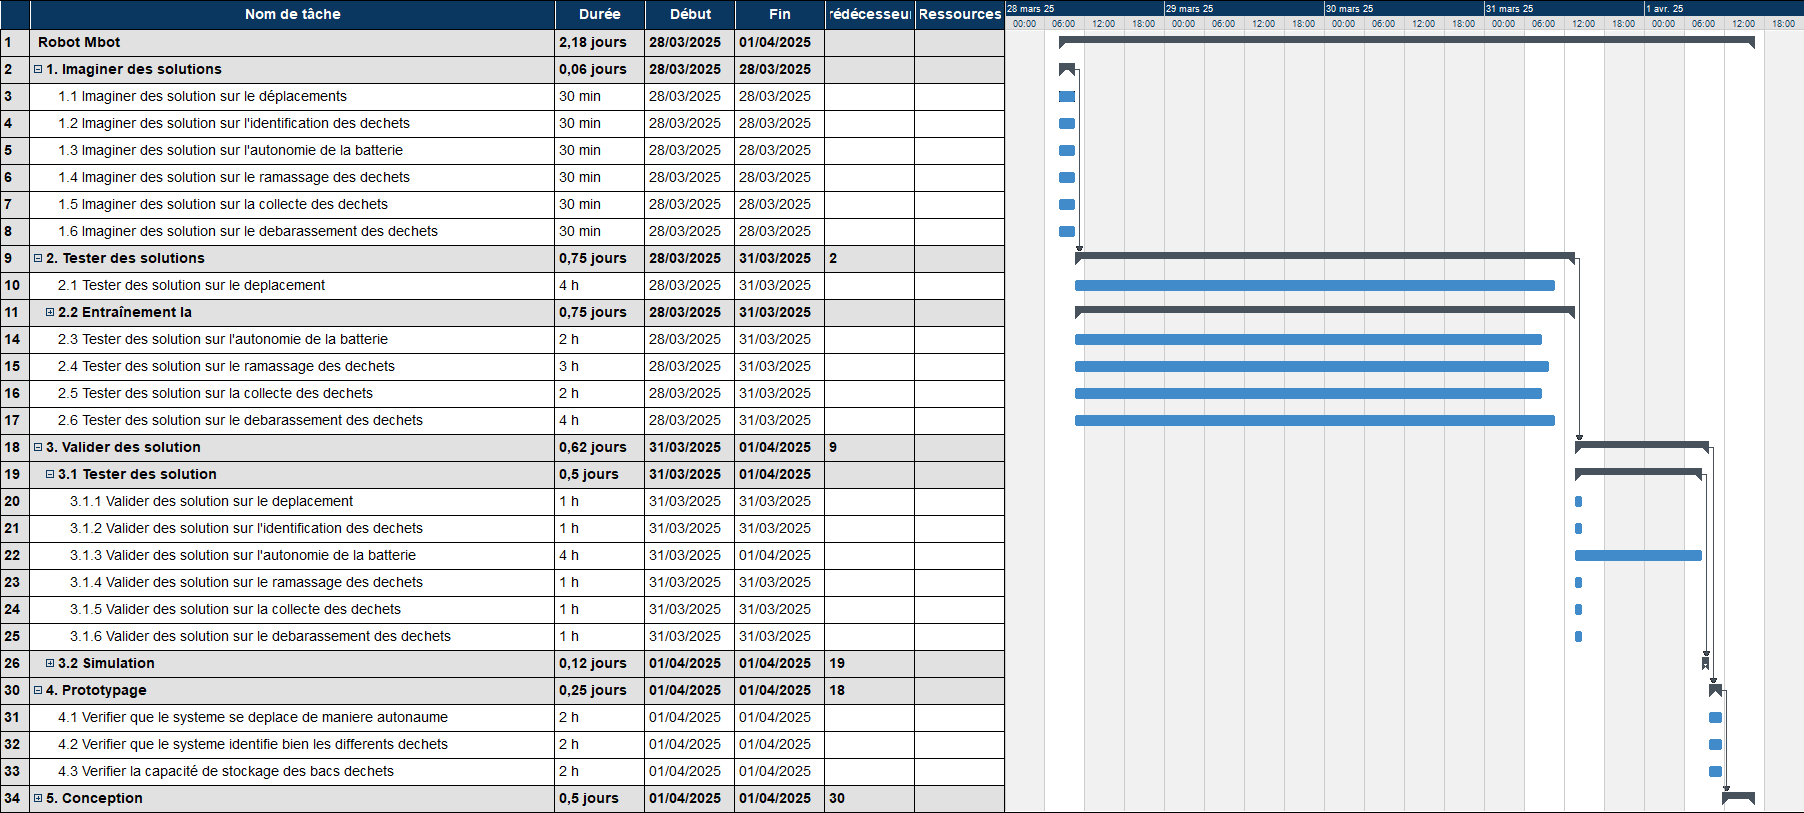 Nom de tâche Durée Début Fin rédécesseur Ressources
28 mars 25 29 mars 25 30 mars 25 31 mars 25 1 avr. 25
00:00 06:00 12:00 18:00 00:00 06:00 12:00 18:00 00:00 06:00 12:00 18:00 00:00 06:00 12:00 18:00 00:00 06:00 12:00 18:00
1 Robot Mbot 2,18 jours 28/03/2025 01/04/2025
2 1. Imaginer des solutions 0,06 jours 28/03/2025 28/03/2025
3 1.1 Imaginer des solution sur le déplacements 30 min 28/03/2025 28/03/2025
4 1.2 Imaginer des solution sur l'identification des dechets 30 min 28/03/2025 28/03/2025
5 1.3 Imaginer des solution sur l'autonomie de la batterie 30 min 28/03/2025 28/03/2025
6 1.4 Imaginer des solution sur le ramassage des dechets 30 min 28/03/2025 28/03/2025
7 1.5 Imaginer des solution sur la collecte des dechets 30 min 28/03/2025 28/03/2025
8 1.6 Imaginer des solution sur le debarassement des dechets 30 min 28/03/2025 28/03/2025
9 2. Tester des solutions 0,75 jours 28/03/2025 31/03/2025 2
10 2.1 Tester des solution sur le deplacement 4 h 28/03/2025 31/03/2025
11 2.2 Entraînement Ia 0,75 jours 28/03/2025 31/03/2025
14 2.3 Tester des solution sur l'autonomie de la batterie 2 h 28/03/2025 31/03/2025
15 2.4 Tester des solution sur le ramassage des dechets 3 h 28/03/2025 31/03/2025
16 2.5 Tester des solution sur la collecte des dechets 2 h 28/03/2025 31/03/2025
17 2.6 Tester des solution sur le debarassement des dechets 4 h 28/03/2025 31/03/2025
18 3. Valider des solution 0,62 jours 31/03/2025 01/04/2025 9
19 3.1 Tester des solution 0,5 jours 31/03/2025 01/04/2025
20 3.1.1 Valider des solution sur le deplacement 1 h 31/03/2025 31/03/2025
21 3.1.2 Valider des solution sur l'identification des dechets 1 h 31/03/2025 31/03/2025
22 3.1.3 Valider des solution sur l'autonomie de la batterie 4 h 31/03/2025 01/04/2025
23 3.1.4 Valider des solution sur le ramassage des dechets 1 h 31/03/2025 31/03/2025
24 3.1.5 Valider des solution sur la collecte des dechets 1 h 31/03/2025 31/03/2025
25 3.1.6 Valider des solution sur le debarassement des dechets 1 h 31/03/2025 31/03/2025
26 3.2 Simulation 0,12 jours 01/04/2025 01/04/2025 19
30 4. Prototypage 0,25 jours 01/04/2025 01/04/2025 18
31 4.1 Verifier que le systeme se deplace de maniere autonaume 2 h 01/04/2025 01/04/2025
32 4.2 Verifier que le systeme identifie bien les differents dechets 2 h 01/04/2025 01/04/2025
33 4.3 Verifier la capacité de stockage des bacs dechets 2 h 01/04/2025 01/04/2025
34 5. Conception 0,5 jours 01/04/2025 01/04/2025 30